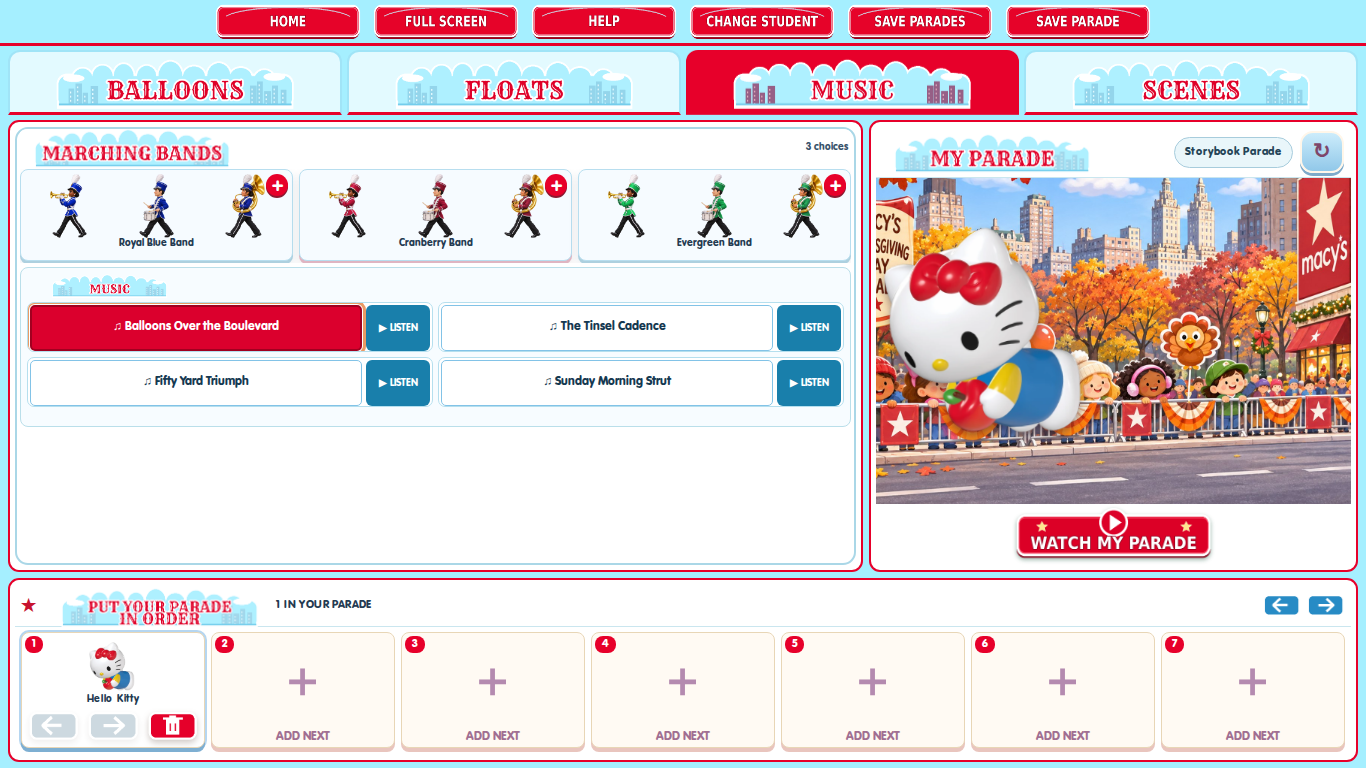 HOME
FULL SCREEN
HELP
CHANGE STUDENT
SAVE PARADES
SAVE PARADE
BALLOONS
FLOATS
MUSIC
SCENES
MARCHING BANDS
3 choices
Royal Blue Band
Cranberry Band
Evergreen Band
MUSIC
♫ Balloons Over the Boulevard
▶ LISTEN
♫ The Tinsel Cadence
▶ LISTEN
♫ Fifty Yard Triumph
▶ LISTEN
♫ Sunday Morning Strut
▶ LISTEN
MY PARADE
Storybook Parade
CY'S
SGIVING
AY
macy's
WATCH MY PARADE
PUT YOUR PARADE
IN ORDER
1 IN YOUR PARADE
1
Hello Kitty
2
ADD NEXT
3
ADD NEXT
4
ADD NEXT
5
ADD NEXT
6
ADD NEXT
7
ADD NEXT